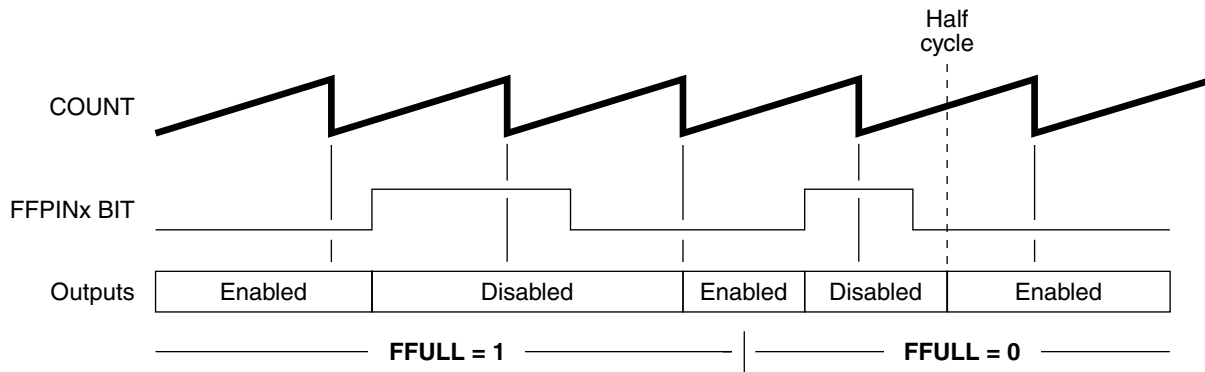 Half
cycle
COUNT
FFPINx BIT
Outputs Enabled Disabled Enabled Disabled Enabled
FFULL = 1 FFULL = 0